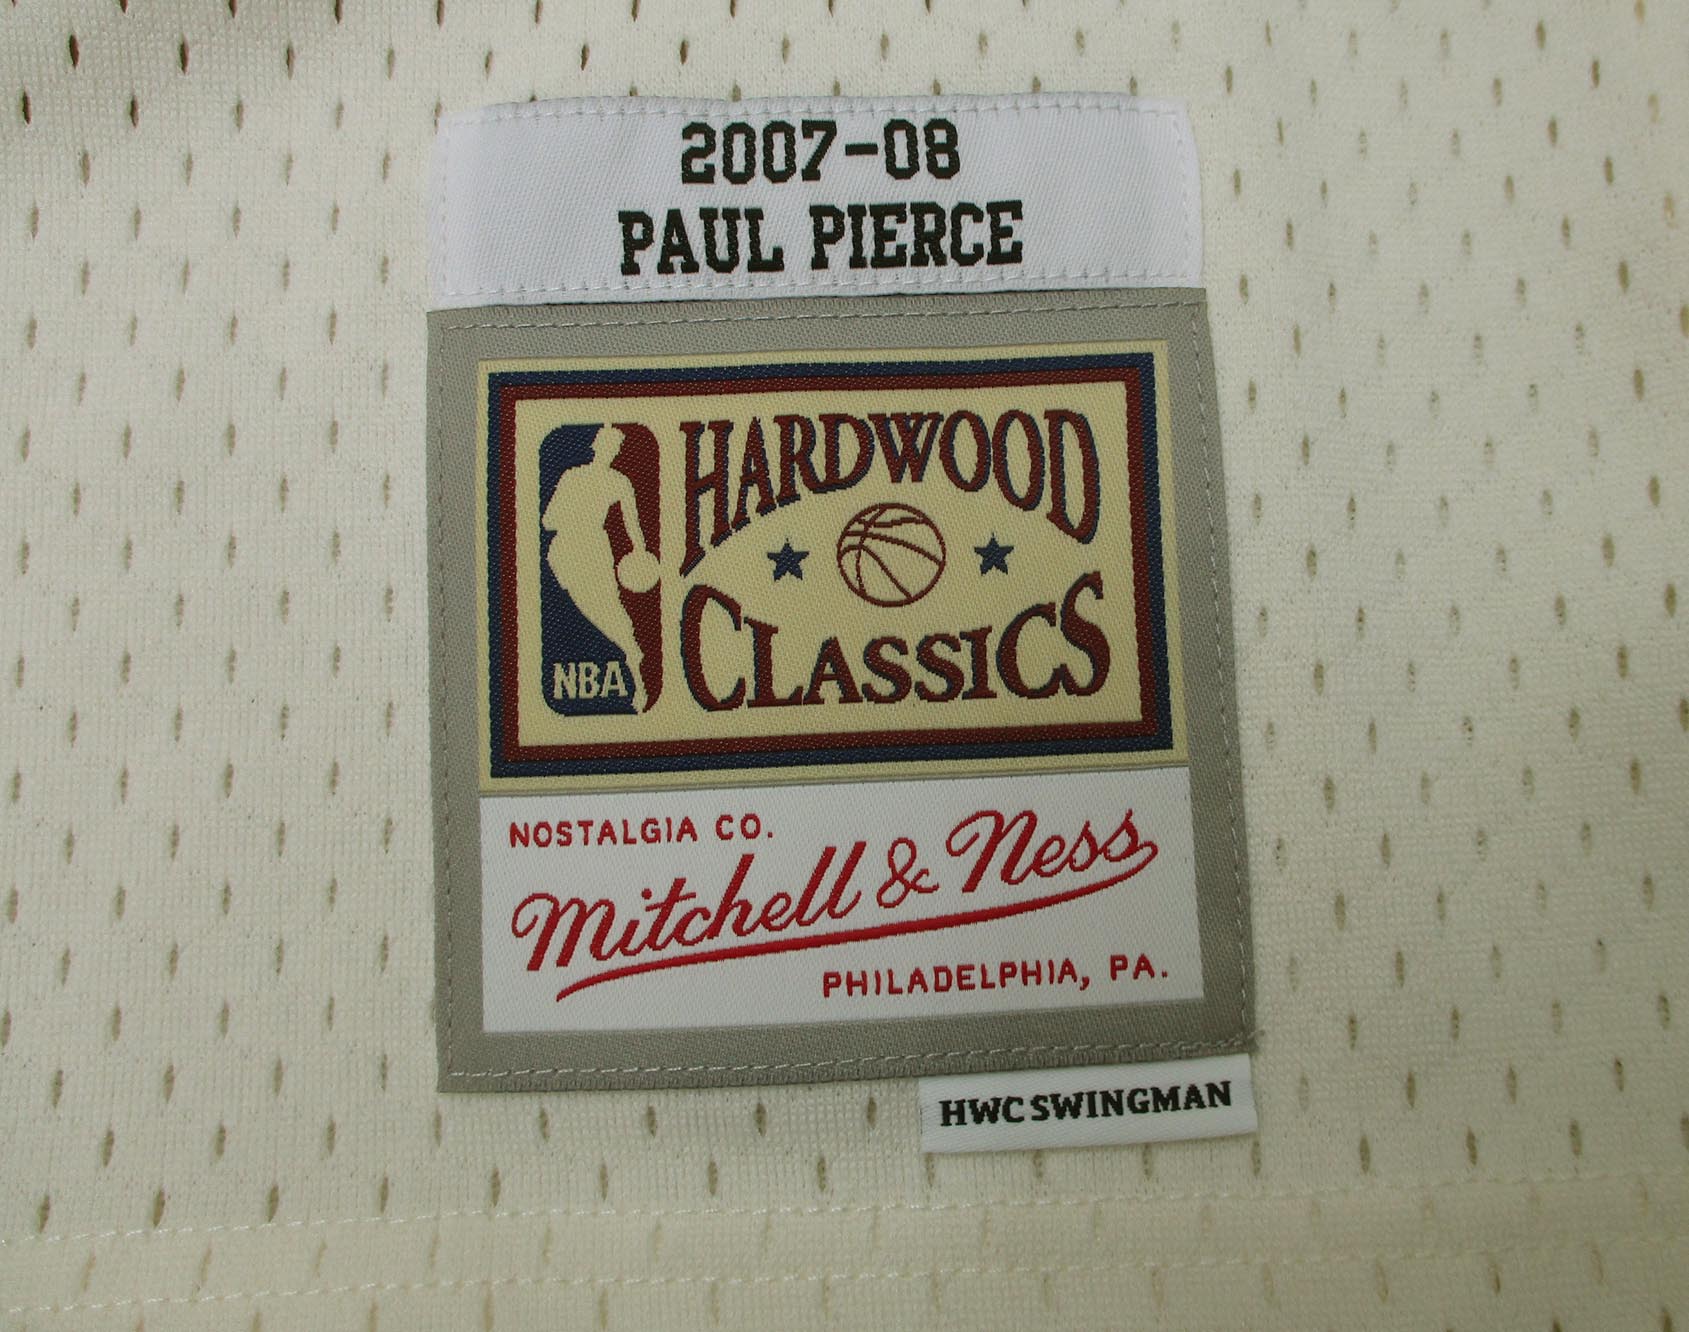 2007-08
PAUL PIERCE
HARDWOOD
CLASSICS
NBA
NOSTALGIA CO.
Mitchell & Ness
PHILADELPHIA, PA.
HWC SWINGMAN